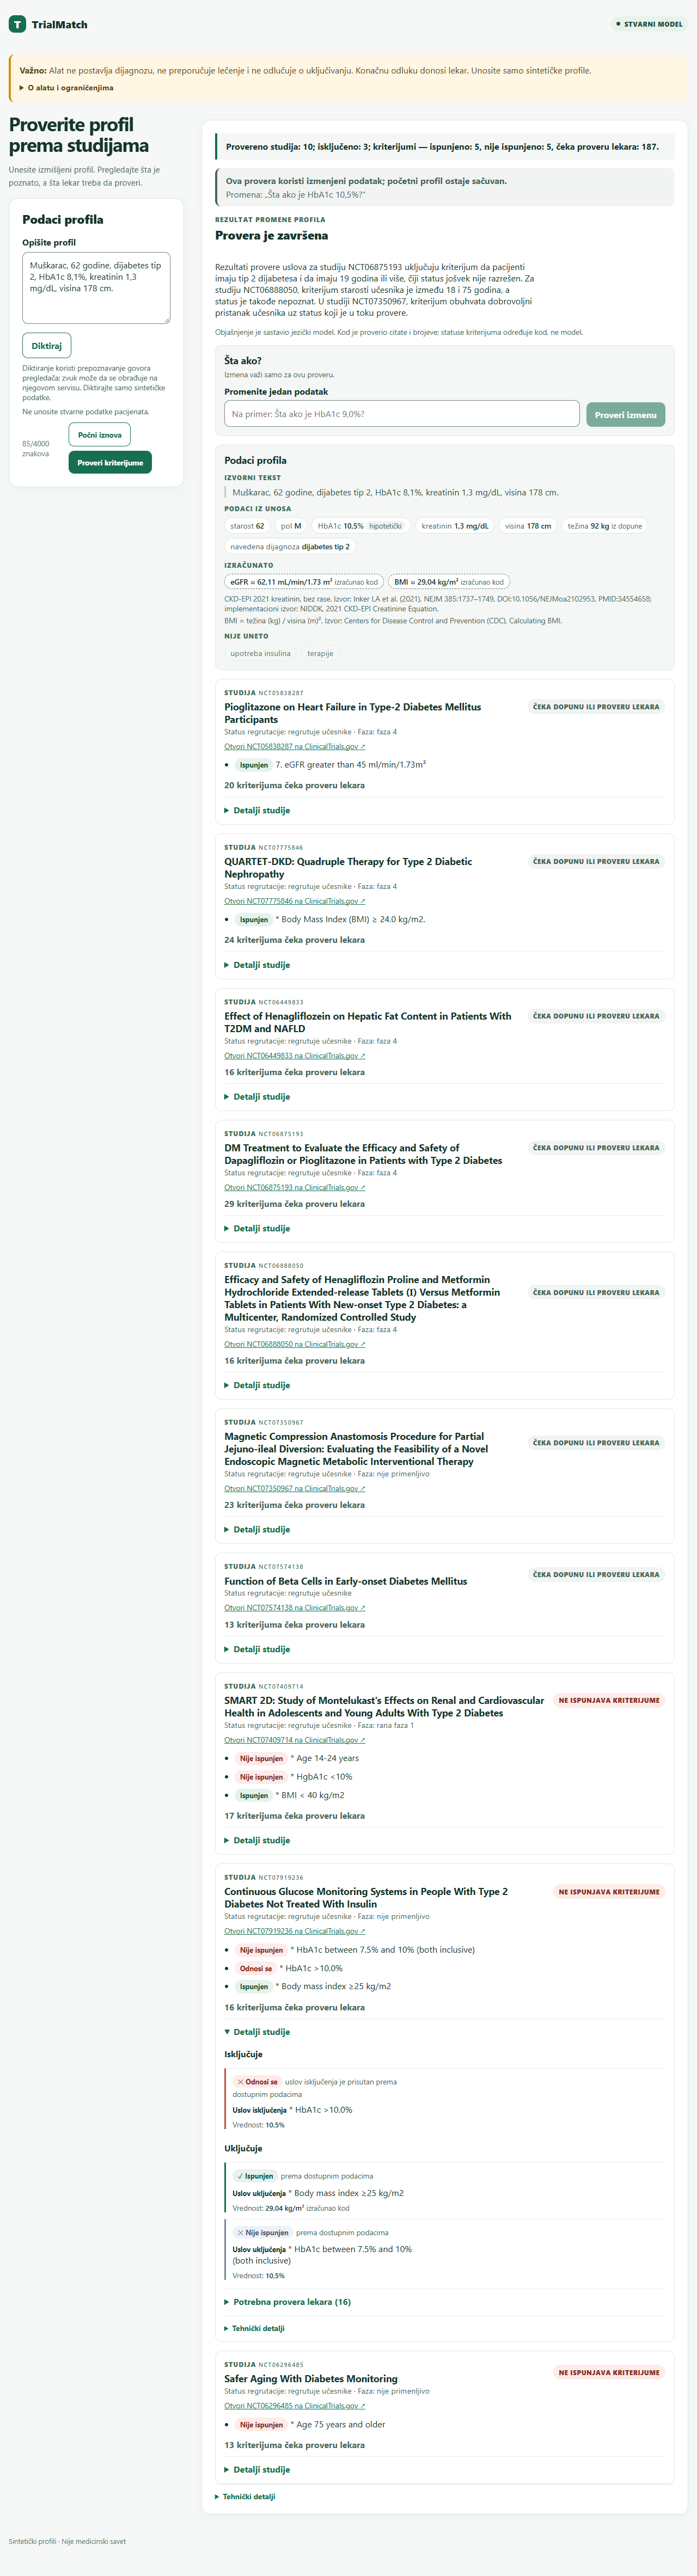 T TrialMatch
STVARNI MODEL
Važno: Alat ne postavlja dijagnozu, ne preporučuje lečenje i ne odlučuje o uključivanju. Konačnu odluku donosi lekar. Unosite samo sintetičke profile.
▶ O alatu i ograničenjima
Proverite profil
prema studijama
Unesite izmišljeni profil. Pregledajte šta je
poznato, a šta lekar treba da proveri.
Podaci profila
Opišite profil
Muškarac, 62 godine, dijabetes tip
2, HbA1c 8,1%, kreatinin 1,3
mg/dL, visina 178 cm.
Diktiraj
Diktiranje koristi prepoznavanje govora
pregledača; zvuk može da se obrađuje na
njegovom servisu. Diktirajte samo sintetičke
podatke.
Ne unosite stvarne podatke pacijenata.
85/4000
znakova
Počni iznova
Proveri kriterijume
Provereno studija: 10; isključeno: 3; kriterijumi — ispunjeno: 5, nije ispunjeno: 5, čeka proveru lekara: 187.
Ova provera koristi izmenjeni podatak; početni profil ostaje sačuvan.
Promena: „Šta ako je HbA1c 10,5%?“
REZULTAT PROMENE PROFILA
Provera je završena
Rezultati provere uslova za studiju NCT06875193 uključuju kriterijum da pacijenti
imaju tip 2 dijabetesa i da imaju 19 godina ili više, čiji status jošvek nije razrešen. Za
studiju NCT06888050, kriterijum starosti učesnika je između 18 i 75 godina, a
status je takođe nepoznat. U studiji NCT07350967, kriterijum obuhvata dobrovoljni
pristanak učesnika uz status koji je u toku provere.
Objašnjenje je sastavio jezički model. Kod je proverio citate i brojeve; statuse kriterijuma određuje kod, ne model.
Šta ako?
Izmena važi samo za ovu proveru.
Promenite jedan podatak
Na primer: Šta ako je HbA1c 9,0%?
Proveri izmenu
Podaci profila
IZVORNI TEKST
Muškarac, 62 godine, dijabetes tip 2, HbA1c 8,1%, kreatinin 1,3 mg/dL, visina 178 cm.
PODACI IZ UNOSA
starost 62
pol M
HbA1c 10,5% hipotetički
kreatinin 1,3 mg/dL
visina 178 cm
težina 92 kg iz dopune
navedena dijagnoza dijabetes tip 2
IZRAČUNATO
eGFR = 62,11 mL/min/1.73 m² izračunao kod
BMI = 29,04 kg/m² izračunao kod
CKD-EPI 2021 kreatinin, bez rase. Izvor: Inker LA et al. (2021), NEJM 385:1737–1749, DOI:10.1056/NEJMoa2102953, PMID:34554658;
implementacioni izvor: NIDDK, 2021 CKD-EPI Creatinine Equation.
BMI = težina (kg) / visina (m)². Izvor: Centers for Disease Control and Prevention (CDC), Calculating BMI.
NIJE UNETO
upotreba insulina
terapije
STUDIJA NCT05838287
Pioglitazone on Heart Failure in Type-2 Diabetes Mellitus
Participants
ČEKA DOPUNU ILI PROVERU LEKARA
Status regrutacije: regrutuje učesnike · Faza: faza 4
Otvori NCT05838287 na ClinicalTrials.gov ↗
• Ispunjen 7. eGFR greater than 45 ml/min/1.73m²
20 kriterijuma čeka proveru lekara
▶ Detalji studije
STUDIJA NCT07775846
QUARTET-DKD: Quadruple Therapy for Type 2 Diabetic
Nephropathy
ČEKA DOPUNU ILI PROVERU LEKARA
Status regrutacije: regrutuje učesnike · Faza: faza 4
Otvori NCT07775846 na ClinicalTrials.gov ↗
• Ispunjen * Body Mass Index (BMI) ≥ 24.0 kg/m2.
24 kriterijuma čeka proveru lekara
▶ Detalji studije
STUDIJA NCT06449833
Effect of Henagliflozein on Hepatic Fat Content in Patients With
T2DM and NAFLD
ČEKA DOPUNU ILI PROVERU LEKARA
Status regrutacije: regrutuje učesnike · Faza: faza 4
Otvori NCT06449833 na ClinicalTrials.gov ↗
16 kriterijuma čeka proveru lekara
▶ Detalji studije
STUDIJA NCT06875193
DM Treatment to Evaluate the Efficacy and Safety of
Dapagliflozin or Pioglitazone in Patients with Type 2 Diabetes
ČEKA DOPUNU ILI PROVERU LEKARA
Status regrutacije: regrutuje učesnike · Faza: faza 4
Otvori NCT06875193 na ClinicalTrials.gov ↗
29 kriterijuma čeka proveru lekara
▶ Detalji studije
STUDIJA NCT06888050
Efficacy and Safety of Henagliflozin Proline and Metformin
Hydrochloride Extended-release Tablets (I) Versus Metformin
Tablets in Patients With New-onset Type 2 Diabetes: a
Multicenter, Randomized Controlled Study
ČEKA DOPUNU ILI PROVERU LEKARA
Status regrutacije: regrutuje učesnike · Faza: faza 4
Otvori NCT06888050 na ClinicalTrials.gov ↗
16 kriterijuma čeka proveru lekara
▶ Detalji studije
STUDIJA NCT07350967
Magnetic Compression Anastomosis Procedure for Partial
Jejuno-ileal Diversion: Evaluating the Feasibility of a Novel
Endoscopic Magnetic Metabolic Interventional Therapy
ČEKA DOPUNU ILI PROVERU LEKARA
Status regrutacije: regrutuje učesnike · Faza: nije primenljivo
Otvori NCT07350967 na ClinicalTrials.gov ↗
23 kriterijuma čeka proveru lekara
▶ Detalji studije
STUDIJA NCT07574138
Function of Beta Cells in Early-onset Diabetes Mellitus
ČEKA DOPUNU ILI PROVERU LEKARA
Status regrutacije: regrutuje učesnike
Otvori NCT07574138 na ClinicalTrials.gov ↗
13 kriterijuma čeka proveru lekara
▶ Detalji studije
STUDIJA NCT07409714
SMART 2D: Study of Montelukast's Effects on Renal and Cardiovascular
Health in Adolescents and Young Adults With Type 2 Diabetes
NE ISPUNJAVA KRITERIJUME
Status regrutacije: regrutuje učesnike · Faza: rana faza 1
Otvori NCT07409714 na ClinicalTrials.gov ↗
• Nije ispunjen * Age 14-24 years
• Nije ispunjen * HgbA1c <10%
• Ispunjen * BMI < 40 kg/m2
17 kriterijuma čeka proveru lekara
▶ Detalji studije
STUDIJA NCT07919236
Continuous Glucose Monitoring Systems in People With Type 2
Diabetes Not Treated With Insulin
NE ISPUNJAVA KRITERIJUME
Status regrutacije: regrutuje učesnike · Faza: nije primenljivo
Otvori NCT07919236 na ClinicalTrials.gov ↗
• Nije ispunjen * HbA1c between 7.5% and 10% (both inclusive)
• Odnosi se * HbA1c >10.0%
• Ispunjen * Body mass index ≥25 kg/m2
16 kriterijuma čeka proveru lekara
▼ Detalji studije
Isključuje
✕ Odnosi se uslov isključenja je prisutan prema
dostupnim podacima
Uslov isključenja * HbA1c >10.0%
Vrednost: 10,5%
Uključuje
✓ Ispunjen prema dostupnim podacima
Uslov uključenja * Body mass index ≥25 kg/m2
Vrednost: 29,04 kg/m² izračunao kod
✕ Nije ispunjen prema dostupnim podacima
Uslov uključenja * HbA1c between 7.5% and 10%
(both inclusive)
Vrednost: 10,5%
▶ Potrebna provera lekara (16)
▶ Tehnički detalji
STUDIJA NCT06296485
Safer Aging With Diabetes Monitoring
NE ISPUNJAVA KRITERIJUME
Status regrutacije: regrutuje učesnike · Faza: nije primenljivo
Otvori NCT06296485 na ClinicalTrials.gov ↗
• Nije ispunjen * Age 75 years and older
13 kriterijuma čeka proveru lekara
▶ Detalji studije
▶ Tehnički detalji
Sintetički profili · Nije medicinski savet